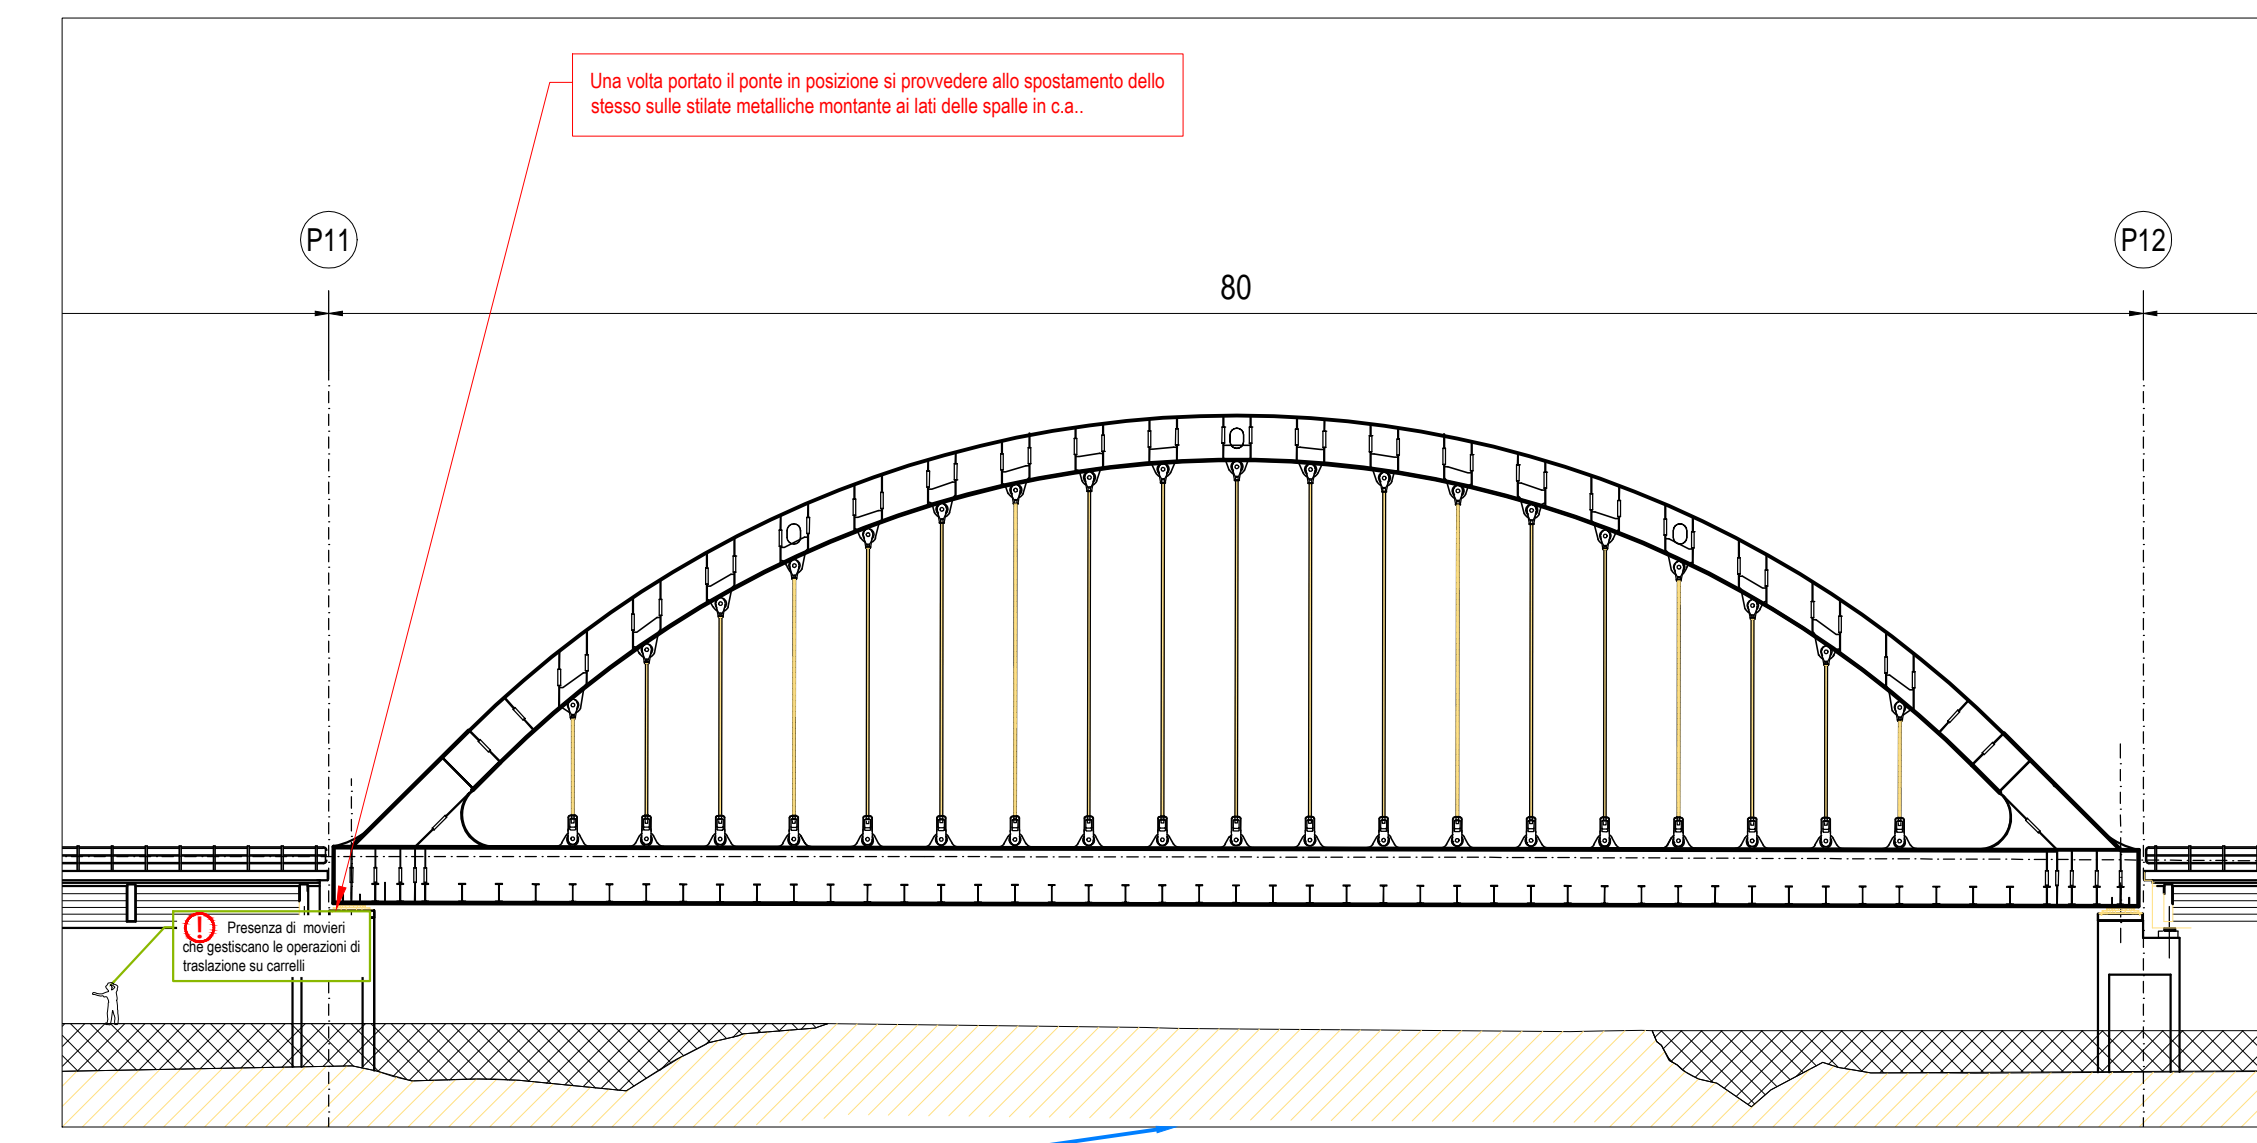 Una volta portato il ponte in posizione si provvedere allo spostamento dello
stesso sulle stilate metalliche montante ai lati delle spalle in c.a..
P11
P12
80
! Presenza di movieri
che gestiscano le operazioni di
traslazione su carrelli